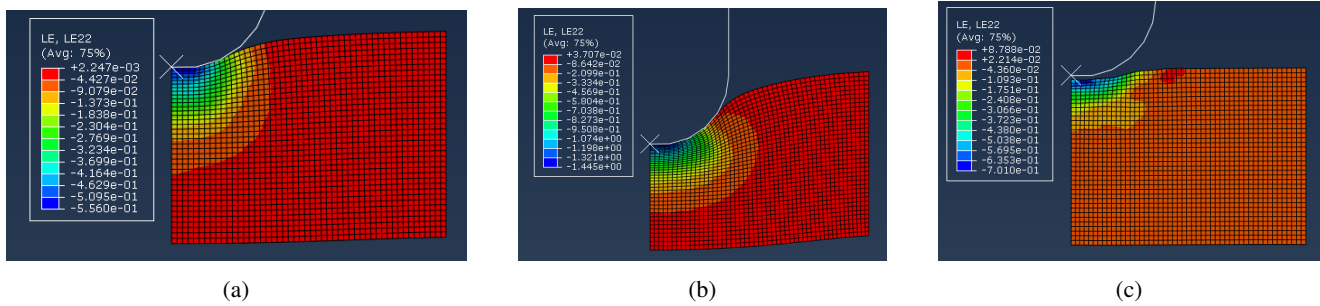 LE, LE22
(Avg: 75%)
+2.247e-03
-4.427e-02
-9.079e-02
-1.373e-01
-1.838e-01
-2.304e-01
-2.769e-01
-3.234e-01
-3.699e-01
-4.164e-01
-4.629e-01
-5.095e-01
-5.560e-01
(a)
LE, LE22
(Avg: 75%)
+3.707e-02
-8.642e-02
-2.099e-01
-3.334e-01
-4.569e-01
-5.804e-01
-7.038e-01
-8.273e-01
-9.508e-01
-1.074e+00
-1.198e+00
-1.321e+00
-1.445e+00
(b)
LE, LE22
(Avg: 75%)
+8.788e-02
+2.214e-02
-4.360e-02
-1.093e-01
-1.751e-01
-2.408e-01
-3.066e-01
-3.723e-01
-4.380e-01
-5.038e-01
-5.695e-01
-6.353e-01
-7.010e-01
(c)